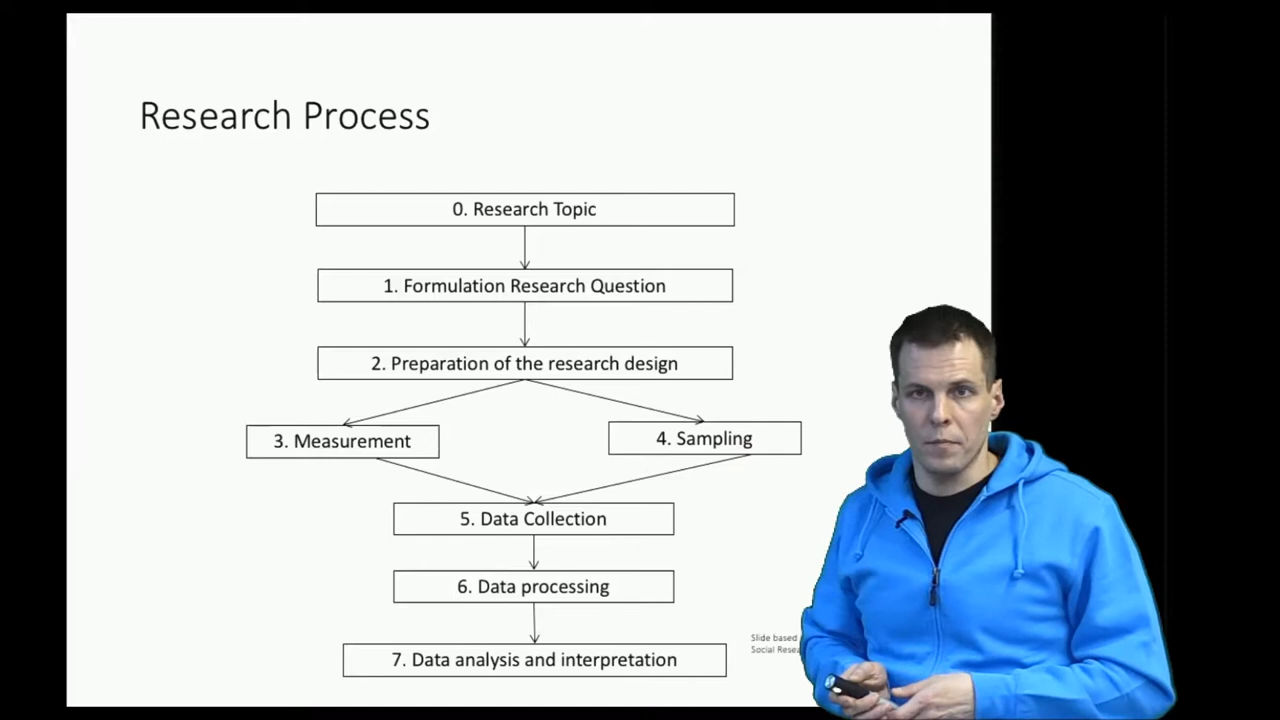 Research Process
0. Research Topic
1. Formulation Research Question
2. Preparation of the research design
3. Measurement
4. Sampling
5. Data Collection
6. Data processing
7. Data analysis and interpretation
Slide based
Social